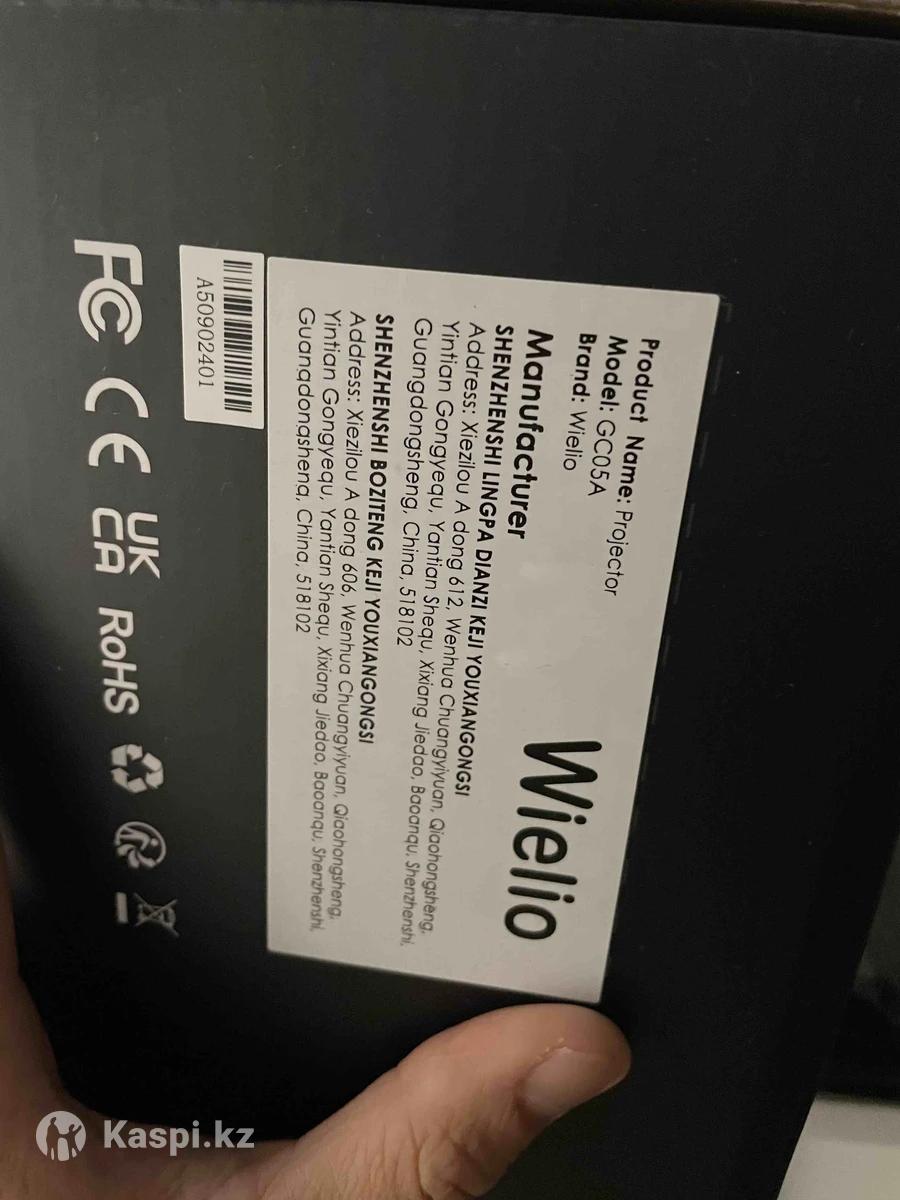 Product Name: Projector
Model: GC05A
Brand: Wielio
Wielio
Manufacturer
SHENZHENSHI LINGPA DIANZI KEJI YOUXIANGONGSI
Address: Xiezilou A dong 612, Wenhua Chuangyiyuan, Qiaohongsheng,
Yintian Gongyequ, Yantian Shequ, Xixiang Jiedao, Baoanqu, Shenzhenshi,
Guangdongsheng, China, 518102
SHENZHENSHI BOZITENG KEJI YOUXIANGONGSI
Address: Xiezilou A dong 606, Wenhua Chuangyiyuan, Qiaohongsheng,
Yintian Gongyequ, Yantian Shequ, Xixiang Jiedao, Baoanqu, Shenzhenshi,
Guangdongsheng, China, 518102
A50902401
FC CE UK CA RoHS
Kaspi.kz